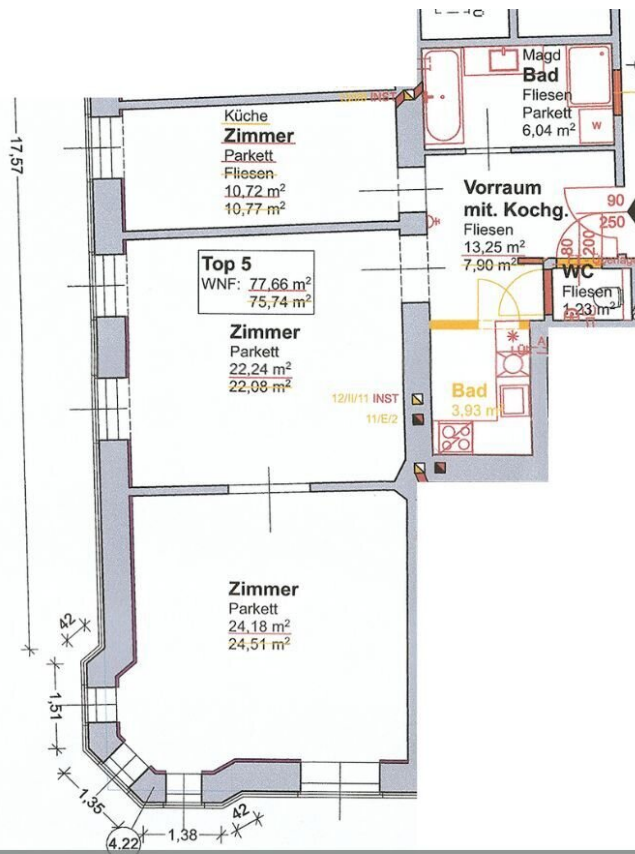 Magd
Bad
Fliesen
Parkett
6,04 m²
W
INST
Küche
Zimmer
Parkett
Fliesen
10,72 m²
10,77 m²
17,57
Vorraum
mit. Kochg.
Fliesen
13,25 m²
7,90 m²
90
250
80
200
Top 5
WNF: 77,66 m²
75,74 m²
WC
Fliesen
1,23 m²
Zimmer
Parkett
22,24 m²
22,08 m²
A
Bad
3,93 m²
12/II/11 INST
11/E/2
Zimmer
Parkett
24,18 m²
24,51 m²
42
1,51
1,35
4.22
1,38
42